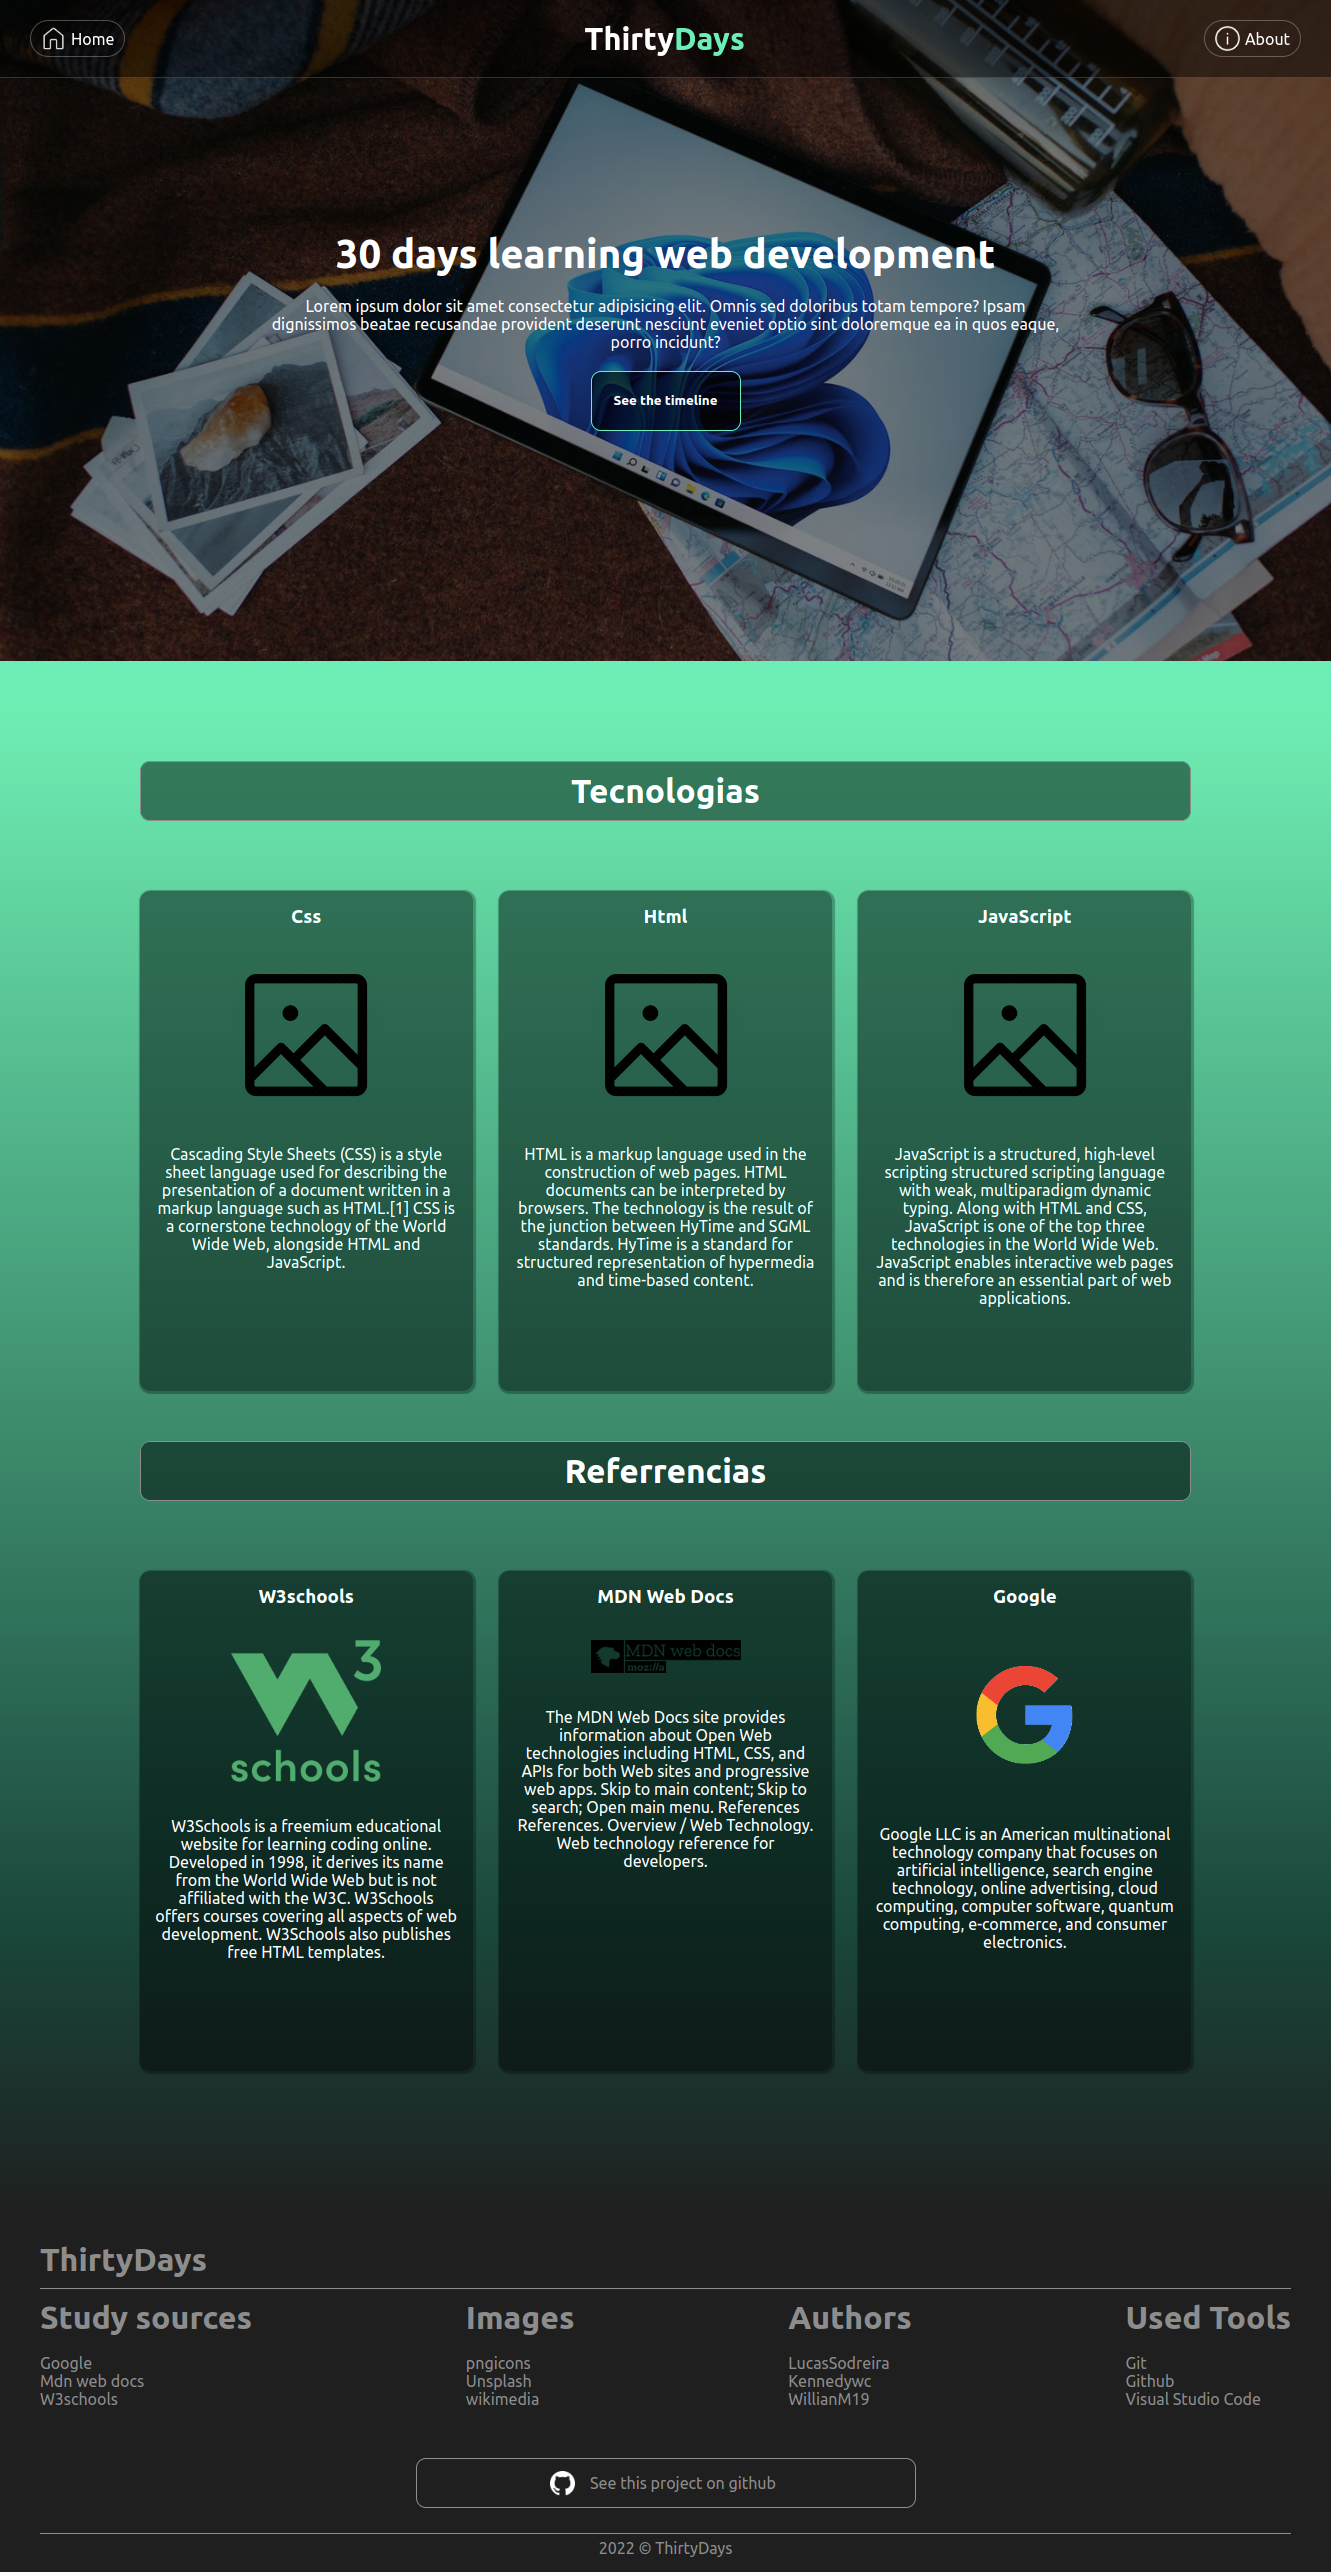 Home
ThirtyDays
About
30 days learning web development
Lorem ipsum dolor sit amet consectetur adipisicing elit. Omnis sed doloribus totam tempore? Ipsam
dignissimos beatae recusandae provident deserunt nesciunt eveniet optio sint doloremque ea in quos eaque,
porro incidunt?
See the timeline
Tecnologias
Css
Cascading Style Sheets (CSS) is a style
sheet language used for describing the
presentation of a document written in a
markup language such as HTML.[1] CSS is
a cornerstone technology of the World
Wide Web, alongside HTML and
JavaScript.
Html
HTML is a markup language used in the
construction of web pages. HTML
documents can be interpreted by
browsers. The technology is the result of
the junction between HyTime and SGML
standards. HyTime is a standard for
structured representation of hypermedia
and time-based content.
JavaScript
JavaScript is a structured, high-level
scripting structured scripting language
with weak, multiparadigm dynamic
typing. Along with HTML and CSS,
JavaScript is one of the top three
technologies in the World Wide Web.
JavaScript enables interactive web pages
and is therefore an essential part of web
applications.
Referrencias
W3schools
W3
schools
W3Schools is a freemium educational
website for learning coding online.
Developed in 1998, it derives its name
from the World Wide Web but is not
affiliated with the W3C. W3Schools
offers courses covering all aspects of web
development. W3Schools also publishes
free HTML templates.
MDN Web Docs
MDN web docs
moz://a
The MDN Web Docs site provides
information about Open Web
technologies including HTML, CSS, and
APIs for both Web sites and progressive
web apps. Skip to main content; Skip to
search; Open main menu. References
References. Overview / Web Technology.
Web technology reference for
developers.
Google
G
Google LLC is an American multinational
technology company that focuses on
artificial intelligence, search engine
technology, online advertising, cloud
computing, computer software, quantum
computing, e-commerce, and consumer
electronics.
ThirtyDays
Study sources
Google
Mdn web docs
W3schools
Images
pngicons
Unsplash
wikimedia
Authors
LucasSodreira
Kennedywc
WillianM19
Used Tools
Git
Github
Visual Studio Code
See this project on github
2022 © ThirtyDays